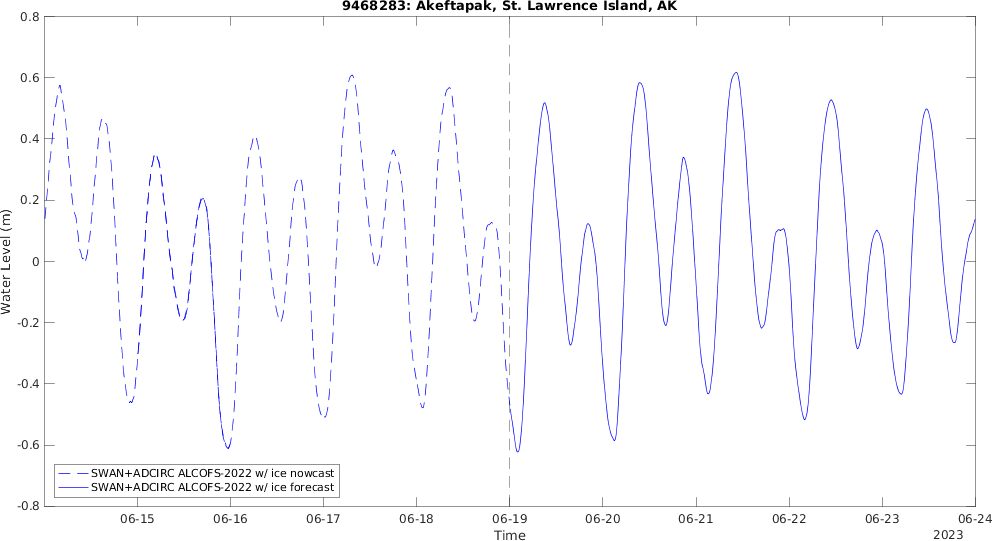 9468283: Akeftapak, St. Lawrence Island, AK
Water Level (m)
0.8
0.6
0.4
0.2
0
-0.2
-0.4
-0.6
-0.8
SWAN+ADCIRC ALCOFS-2022 w/ ice nowcast
SWAN+ADCIRC ALCOFS-2022 w/ ice forecast
06-15 06-16 06-17 06-18 06-19 06-20 06-21 06-22 06-23 06-24
Time
2023